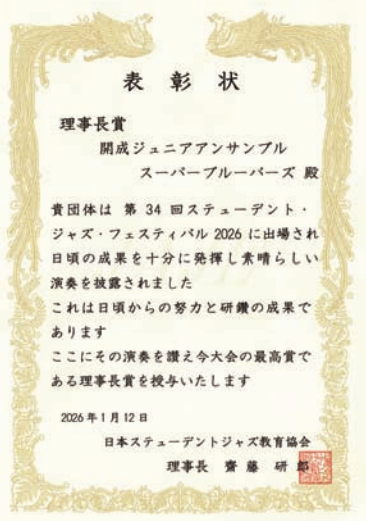 表彰状
理事長賞
開成ジュニアアンサンブル
スーパーブルーバーズ 殿
貴団体は 第 34 回ステューデント・
ジャズ・フェスティバル 2026 に出場され
日頃の成果を十分に発揮し素晴らしい
演奏を披露されました
これは日頃からの努力と研鑽の成果で
あります
ここにその演奏を讃え今大会の最高賞で
ある理事長賞を授与いたします
2026年1月12日
日本ステューデントジャズ教育協会
理事長 齋藤研郎